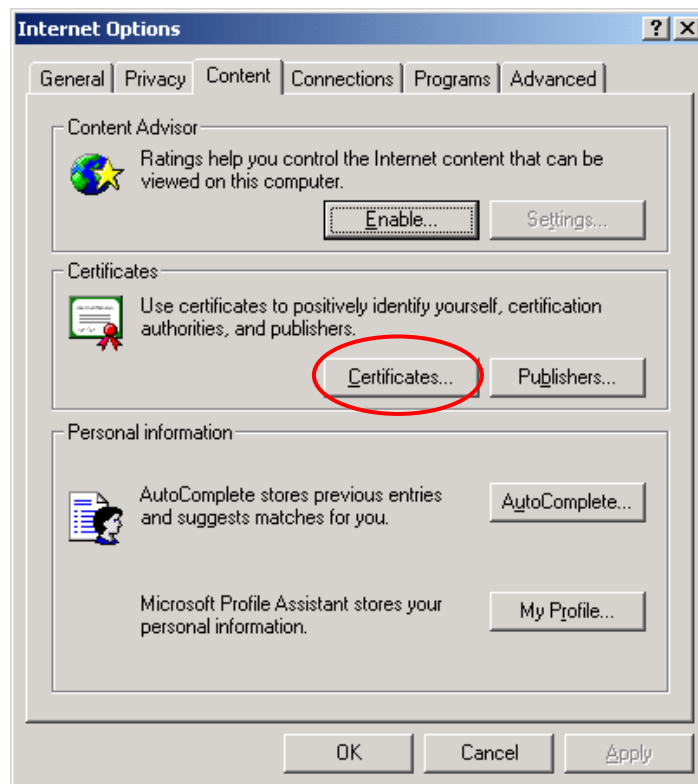 Internet Options
General Privacy Content Connections Programs Advanced
Content Advisor
Ratings help you control the Internet content that can be
viewed on this computer.
Enable... Settings...
Certificates
Use certificates to positively identify yourself, certification
authorities, and publishers.
Certificates... Publishers...
Personal information
AutoComplete stores previous entries
and suggests matches for you.
AutoComplete...
Microsoft Profile Assistant stores your
personal information.
My Profile...
OK Cancel Apply